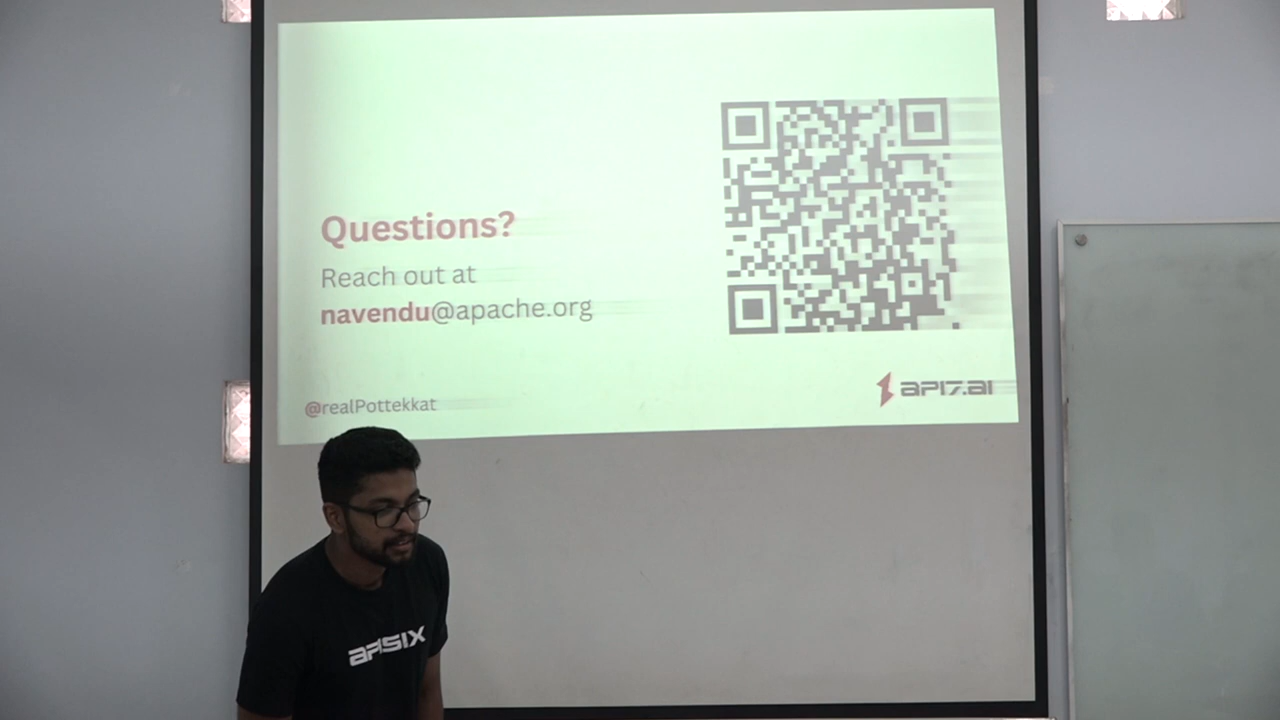 Questions?
Reach out at
navendu@apache.org
@realPottekkat
API7.ai
APISIX